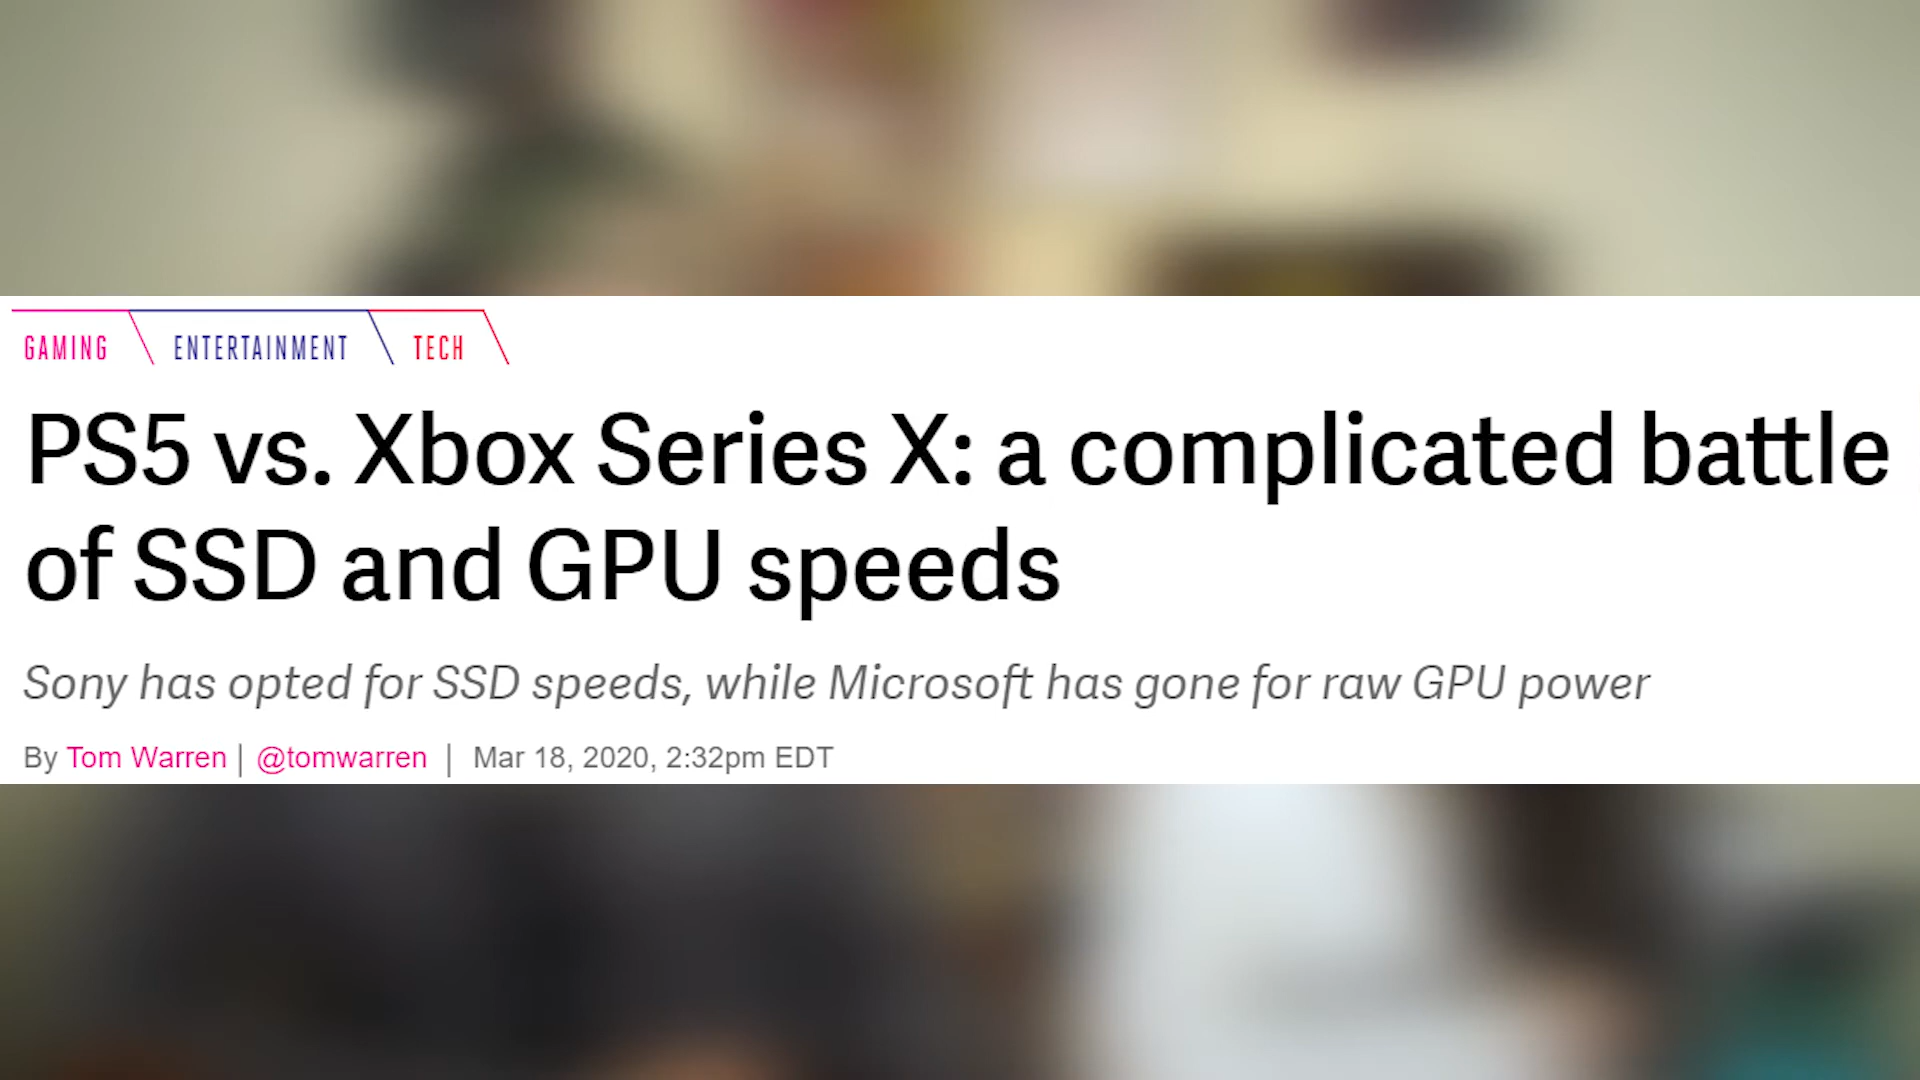 GAMING ENTERTAINMENT TECH
PS5 vs. Xbox Series X: a complicated battle
of SSD and GPU speeds
Sony has opted for SSD speeds, while Microsoft has gone for raw GPU power
By Tom Warren | @tomwarren | Mar 18, 2020, 2:32pm EDT